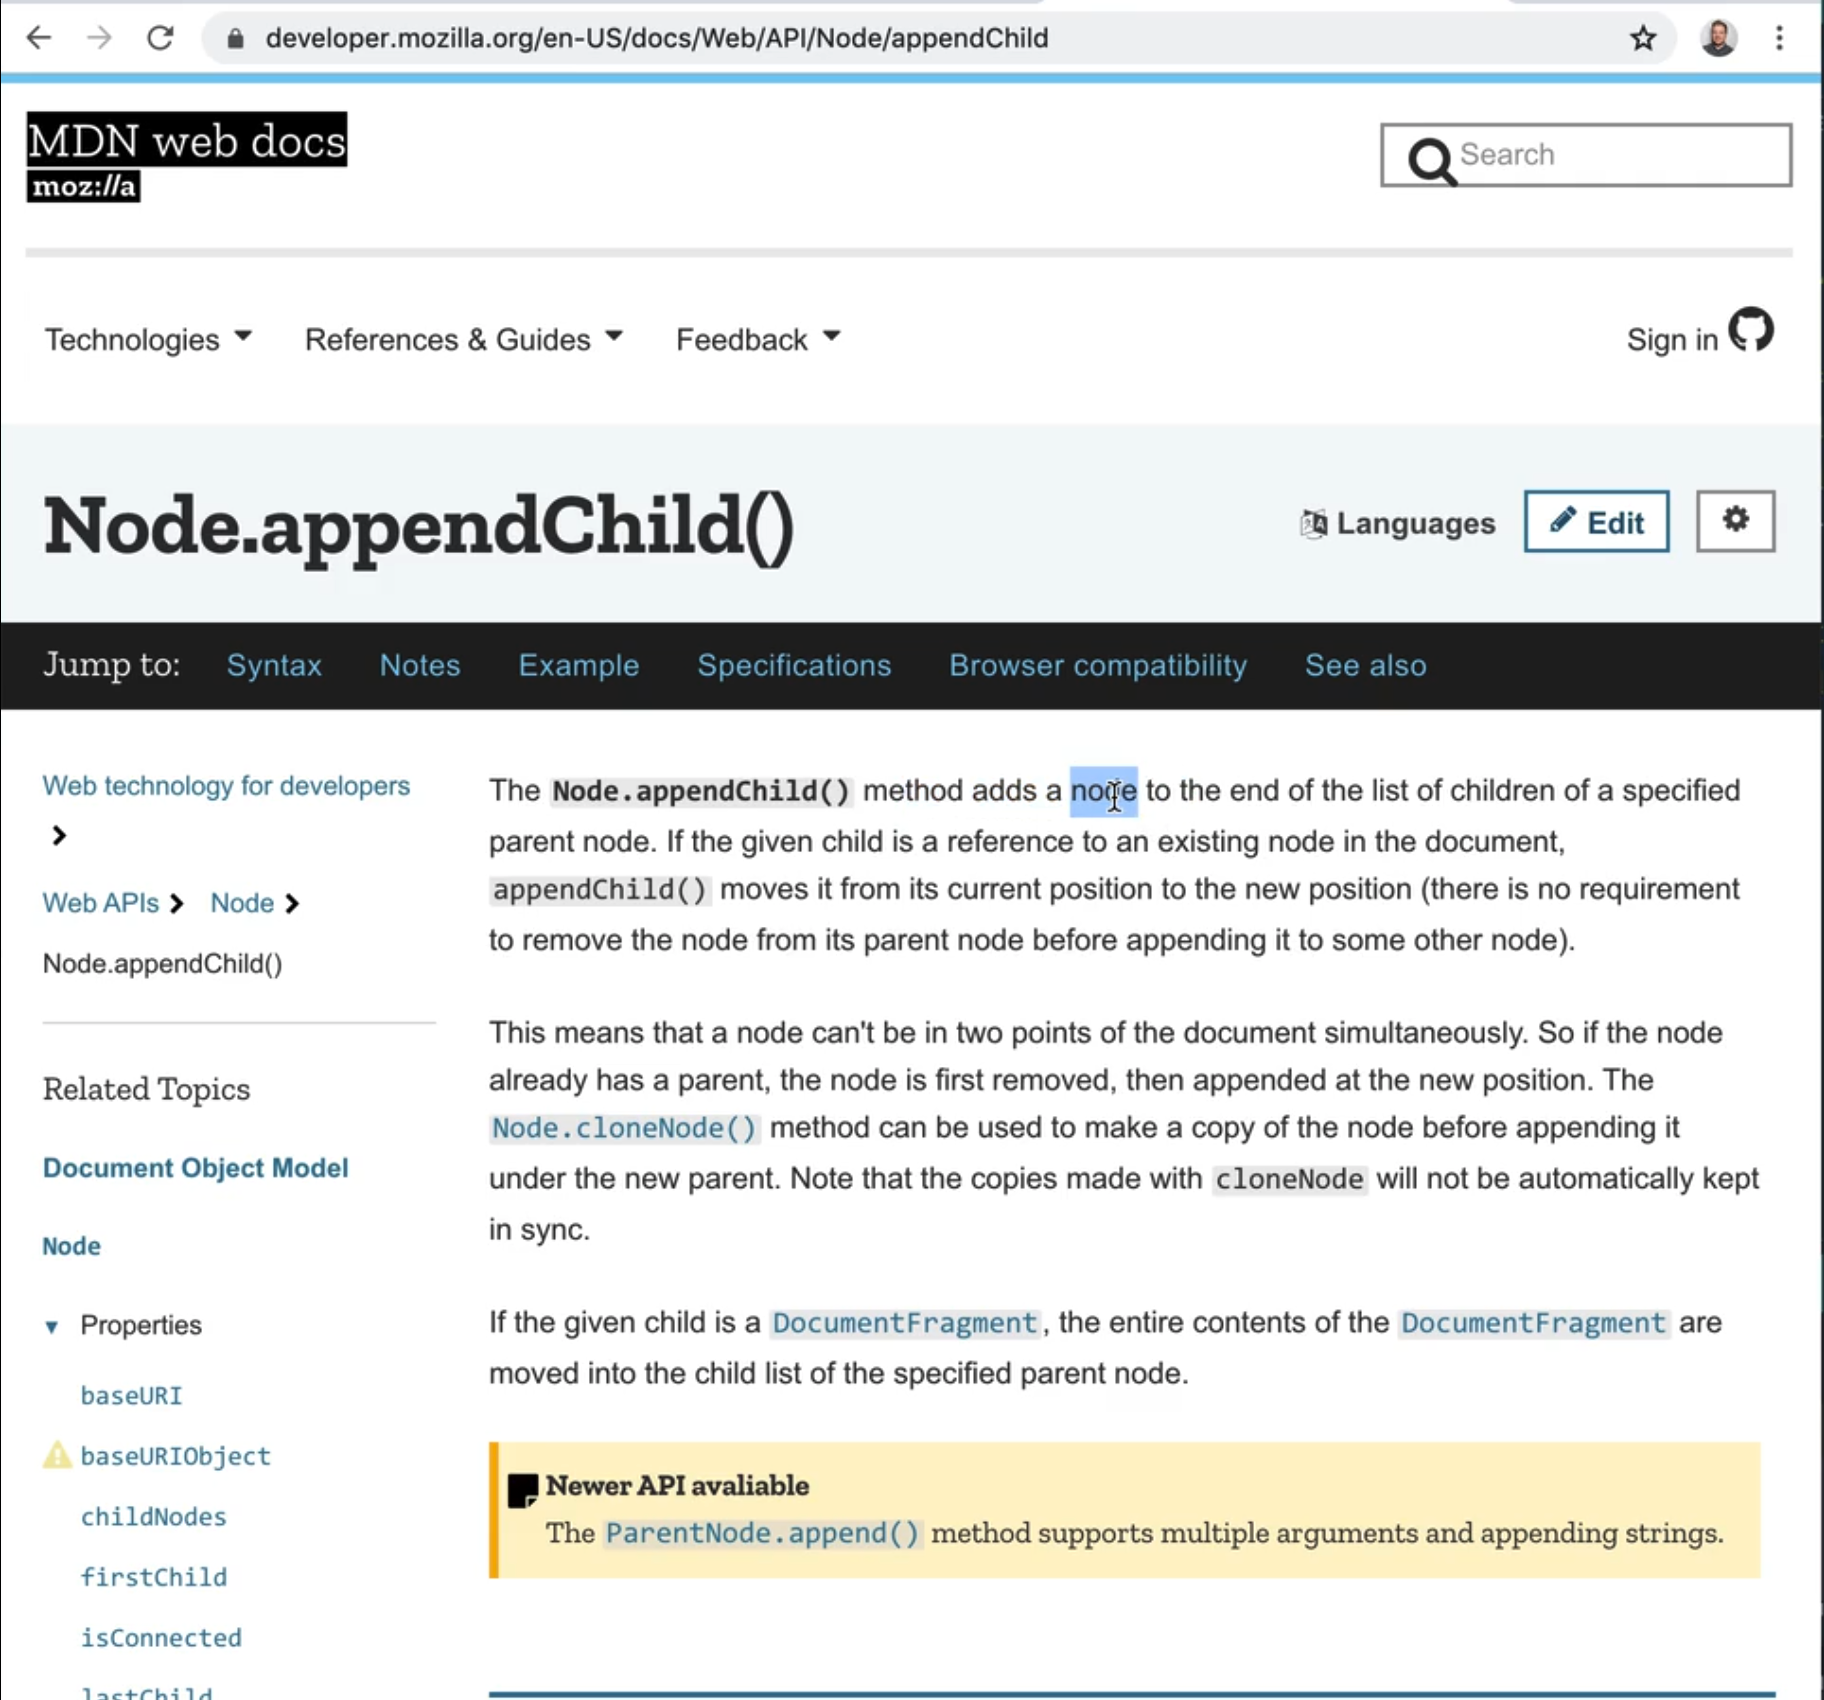 developer.mozilla.org/en-US/docs/Web/API/Node/appendChild
MDN web docs
moz://a
Search
Technologies References & Guides Feedback Sign in
Node.appendChild()
Languages Edit
Jump to: Syntax Notes Example Specifications Browser compatibility See also
Web technology for developers
Web APIs Node
Node.appendChild()
Related Topics
Document Object Model
Node
Properties
baseURI
baseURIObject
childNodes
firstChild
isConnected
lastChild
The Node.appendChild() method adds a node to the end of the list of children of a specified
parent node. If the given child is a reference to an existing node in the document,
appendChild() moves it from its current position to the new position (there is no requirement
to remove the node from its parent node before appending it to some other node).
This means that a node can't be in two points of the document simultaneously. So if the node
already has a parent, the node is first removed, then appended at the new position. The
Node.cloneNode() method can be used to make a copy of the node before appending it
under the new parent. Note that the copies made with cloneNode will not be automatically kept
in sync.
If the given child is a DocumentFragment, the entire contents of the DocumentFragment are
moved into the child list of the specified parent node.
Newer API avaliable
The ParentNode.append() method supports multiple arguments and appending strings.